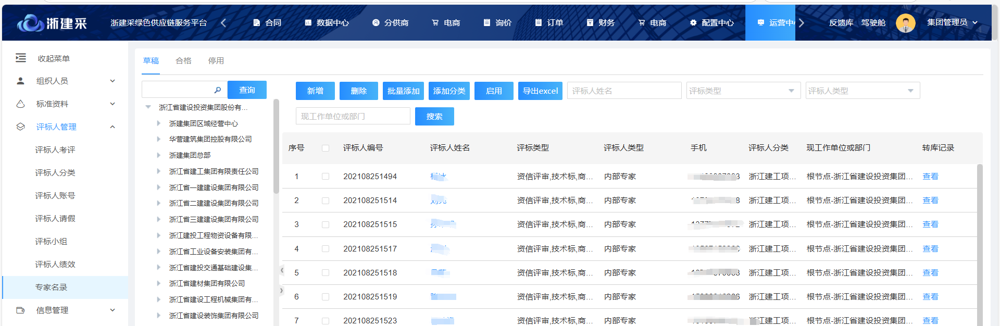 浙建采 浙建采绿色供应链服务平台 合同 数据中心 分供商 电商 询价 订单 财务 电商 配置中心 运营中 反馈库 驾驶舱 集团管理员
收起菜单
组织人员
标准资料
评标人管理
评标人考评
评标人分类
评标人账号
评标人请假
评标小组
评标人绩效
专家名录
信息管理
草稿 合格 停用
查询
浙江省建设投资集团股份有...
浙建集团区域经营中心
华营建筑集团控股有限公司
浙建集团总部
浙江省建工集团有限责任公司
浙江省一建建设集团有限公司
浙江省二建建设集团有限公司
浙江省三建建设集团有限公司
浙江建投工程物资设备有限...
浙江省工业设备安装集团有...
浙江省建投交通基础建设集...
浙江省建材集团有限公司
浙江省建设工程机械集团有...
浙江省建设装饰集团有限公司
新增 删除 批量添加 添加分类 启用 导出excel 评标人姓名 评标类型 评标人类型
现工作单位或部门 搜索
序号 评标人编号 评标人姓名 评标类型 评标人类型 手机 评标人分类 现工作单位或部门 转库记录
1 202108251494 资信评审,技术标,商... 内部专家 浙江建工项... 根节点-浙江省建设投资集团... 查看
2 202108251514 资信评审,技术标,商... 内部专家 浙江建工项... 根节点-浙江省建设投资集团... 查看
3 202108251515 资信评审,技术标,商... 内部专家 浙江建工项... 根节点-浙江省建设投资集团... 查看
4 202108251517 资信评审,技术标,商... 内部专家 浙江建工项... 根节点-浙江省建设投资集团... 查看
5 202108251518 资信评审,技术标,商... 内部专家 浙江建工项... 根节点-浙江省建设投资集团... 查看
6 202108251519 资信评审,技术标,商... 内部专家 浙江建工项... 根节点-浙江省建设投资集团... 查看
7 202108251523 资信评审,技术标,商... 内部专家 浙江建工项... 根节点-浙江省建设投资集团... 查看